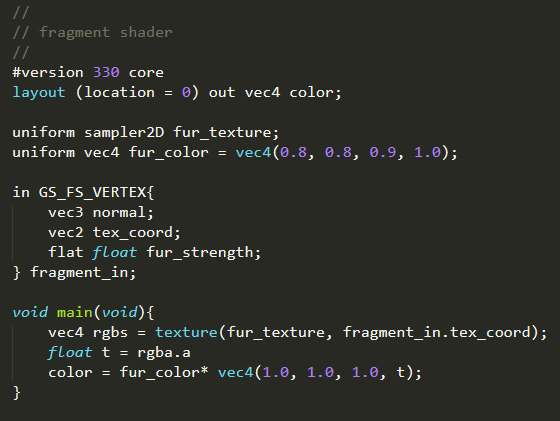 //
// fragment shader
//
#version 330 core
layout (location = 0) out vec4 color;

uniform sampler2D fur_texture;
uniform vec4 fur_color = vec4(0.8, 0.8, 0.9, 1.0);

in GS_FS_VERTEX{
    vec3 normal;
    vec2 tex_coord;
    flat float fur_strength;
} fragment_in;

void main(void){
    vec4 rgbs = texture(fur_texture, fragment_in.tex_coord);
    float t = rgba.a
    color = fur_color* vec4(1.0, 1.0, 1.0, t);
}